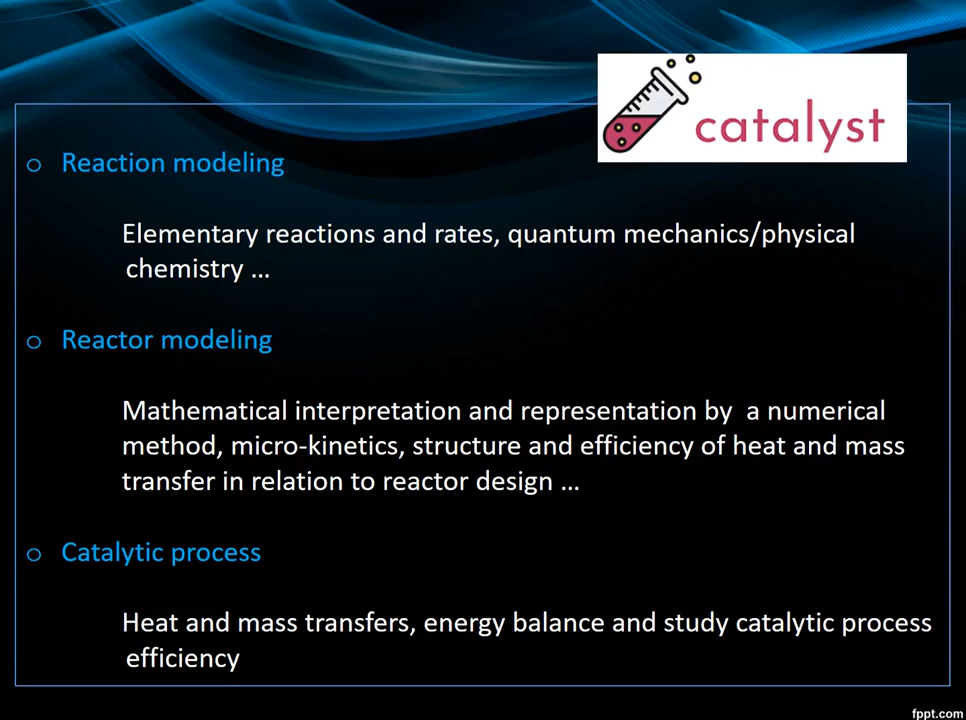 catalyst
o Reaction modeling
Elementary reactions and rates, quantum mechanics/physical
chemistry ...
o Reactor modeling
Mathematical interpretation and representation by  a numerical
method, micro-kinetics, structure and efficiency of heat and mass
transfer in relation to reactor design ...
o Catalytic process
Heat and mass transfers, energy balance and study catalytic process
efficiency
fppt.com